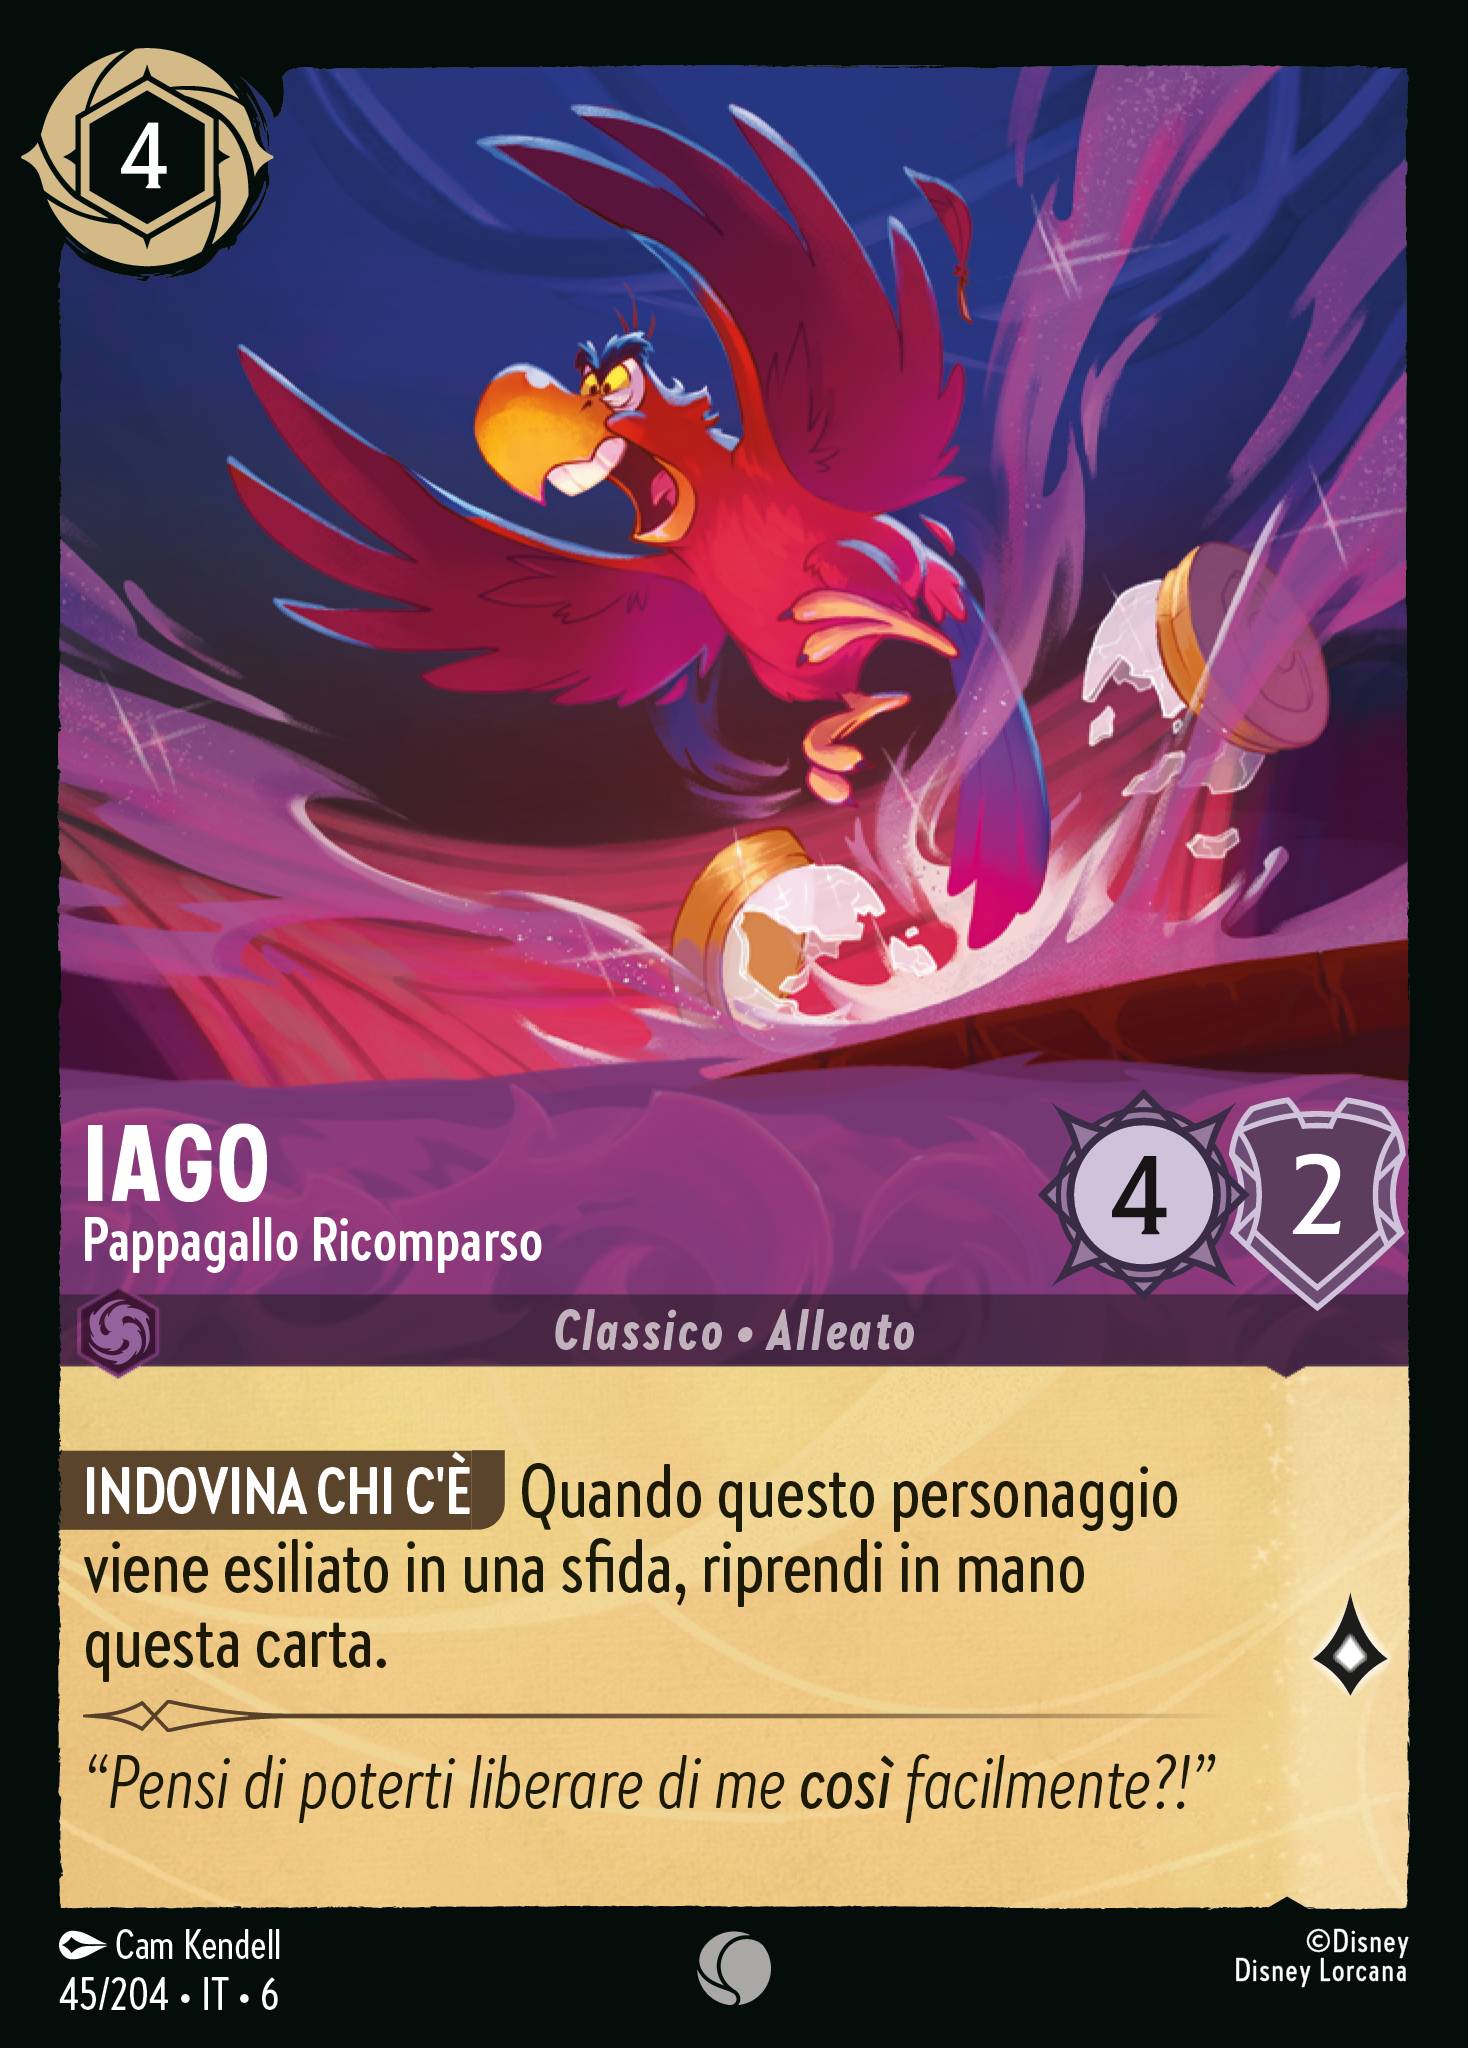 4
IAGO
Pappagallo Ricomparso
4
2
Classico • Alleato
INDOVINA CHI C'È Quando questo personaggio
viene esiliato in una sfida, riprendi in mano
questa carta.
“Pensi di poterti liberare di me così facilmente?!”
Cam Kendell
45/204 • IT • 6
©Disney
Disney Lorcana